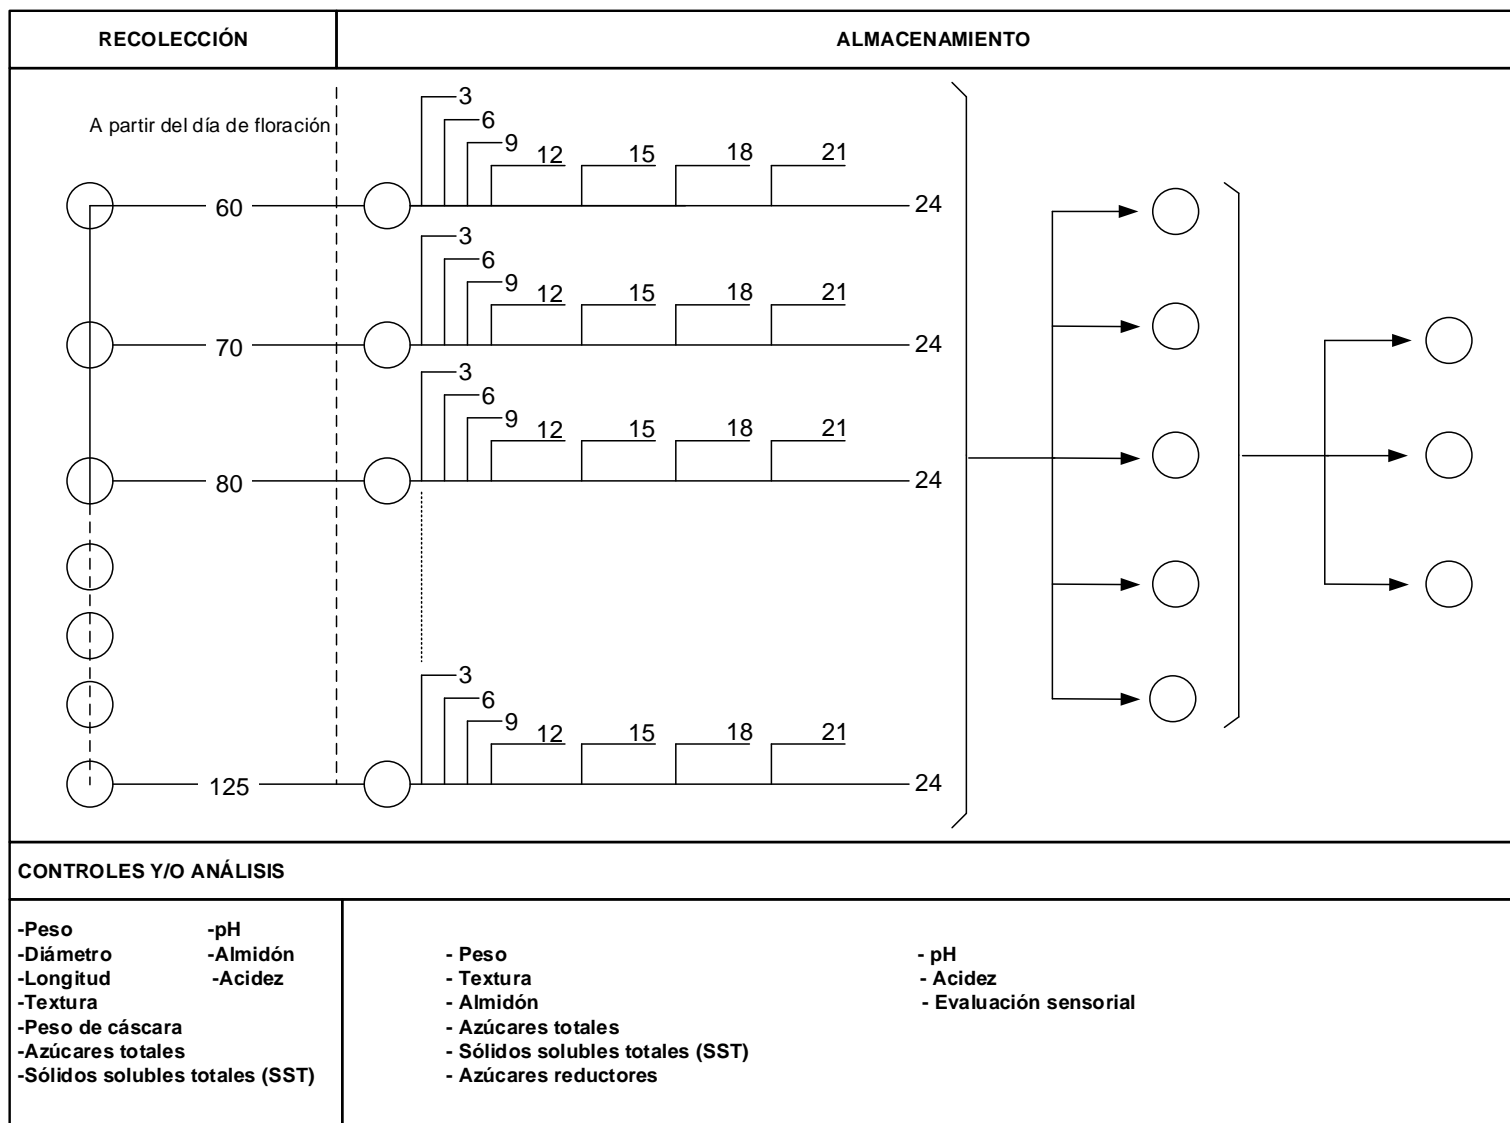 RECOLECCIÓN
ALMACENAMIENTO
A partir del día de floración
3
6
9
12 15 18 21
60 24
3
6
9
12 15 18 21
70 24
3
6
9
12 15 18 21
80 24
3
6
9
12 15 18 21
125 24
CONTROLES Y/O ANÁLISIS
-Peso -pH
-Diámetro -Almidón
-Longitud -Acidez
-Textura
-Peso de cáscara
-Azúcares totales
-Sólidos solubles totales (SST)
- Peso
- Textura
- Almidón
- Azúcares totales
- Sólidos solubles totales (SST)
- Azúcares reductores
- pH
- Acidez
- Evaluación sensorial